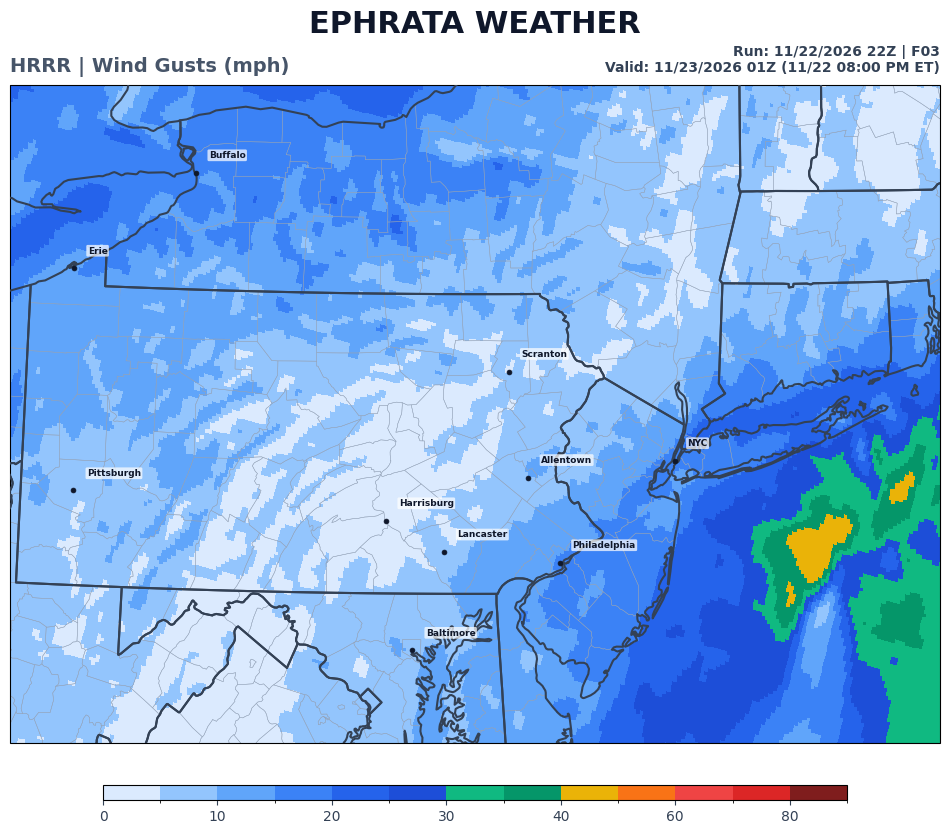 EPHRATA WEATHER
HRRR | Wind Gusts (mph)
Run: 11/22/2026 22Z | F03
Valid: 11/23/2026 01Z (11/22 08:00 PM ET)
Buffalo
Erie
Scranton
NYC
Allentown
Pittsburgh
Harrisburg
Lancaster
Philadelphia
Baltimore
0 10 20 30 40 50 60 70 80